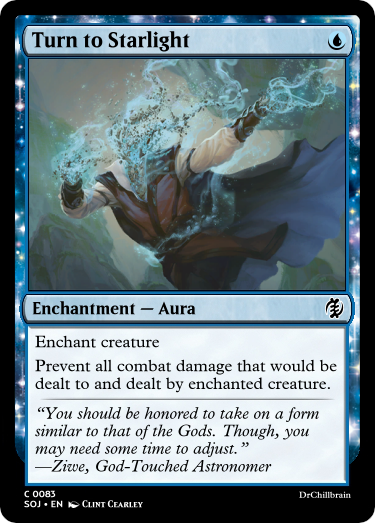 Turn to Starlight
Enchantment — Aura
Enchant creature
Prevent all combat damage that would be
dealt to and dealt by enchanted creature.
“You should be honored to take on a form
similar to that of the Gods. Though, you
may need some time to adjust.”
—Zive, God-Touched Astronomer
C 0083
SOJ • EN CLINT CEARLEY
DrChillbrain